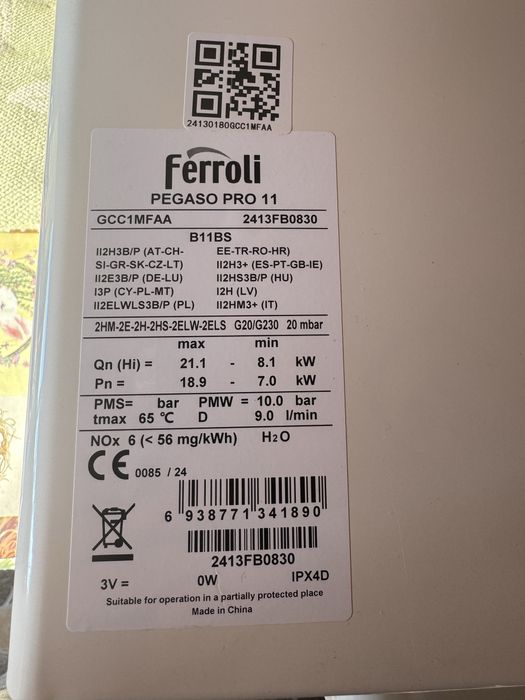 24130180GCC1MFAA
Ferroli
PEGASO PRO 11
GCC1MFAA 2413FB0830
B11BS
II2H3B/P (AT-CH- EE-TR-RO-HR)
SI-GR-SK-CZ-LT) II2H3+ (ES-PT-GB-IE)
II2E3B/P (DE-LU) II2HS3B/P (HU)
I3P (CY-PL-MT) I2H (LV)
II2ELWLS3B/P (PL) II2HM3+ (IT)
2HM-2E-2H-2HS-2ELW-2ELS G20/G230 20 mbar
max min
Qn (Hi) = 21.1 - 8.1 kW
Pn = 18.9 - 7.0 kW
PMS= bar PMW = 10.0 bar
tmax 65 °C D 9.0 l/min
NOx 6 (< 56 mg/kWh) H2O
CE 0085 / 24
6 938771 341890
2413FB0830
3V = 0W IPX4D
Suitable for operation in a partially protected place
Made in China